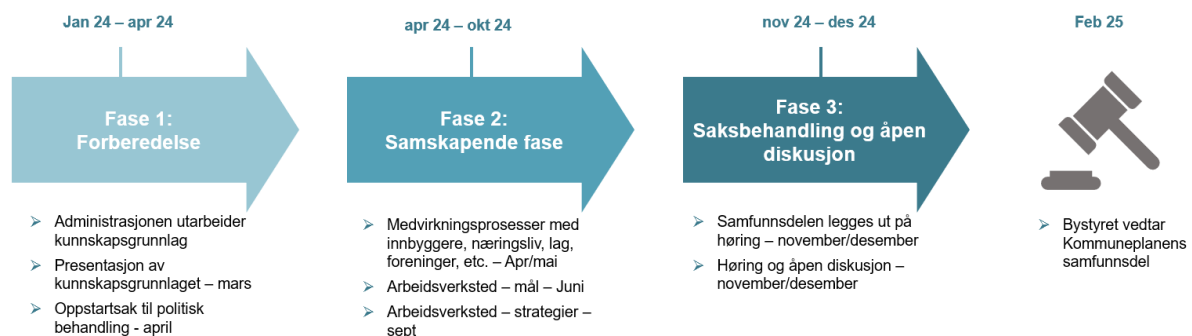 Jan 24 – apr 24
Fase 1:
Forberedelse
Administrasjonen utarbeider
kunnskapsgrunnlag
Presentasjon av
kunnskapsgrunnlaget – mars
Oppstartsak til politisk
behandling - april
apr 24 – okt 24
Fase 2:
Samskapende fase
Medvirkningsprosesser med
innbyggere, næringsliv, lag,
foreninger, etc. – Apr/mai
Arbeidsverksted – mål – Juni
Arbeidsverksted – strategier –
sept
nov 24 – des 24
Fase 3:
Saksbehandling og åpen
diskusjon
Samfunnsdelen legges ut på
høring – november/desember
Høring og åpen diskusjon –
november/desember
Feb 25
Bystyret vedtar
Kommuneplanens
samfunnsdel